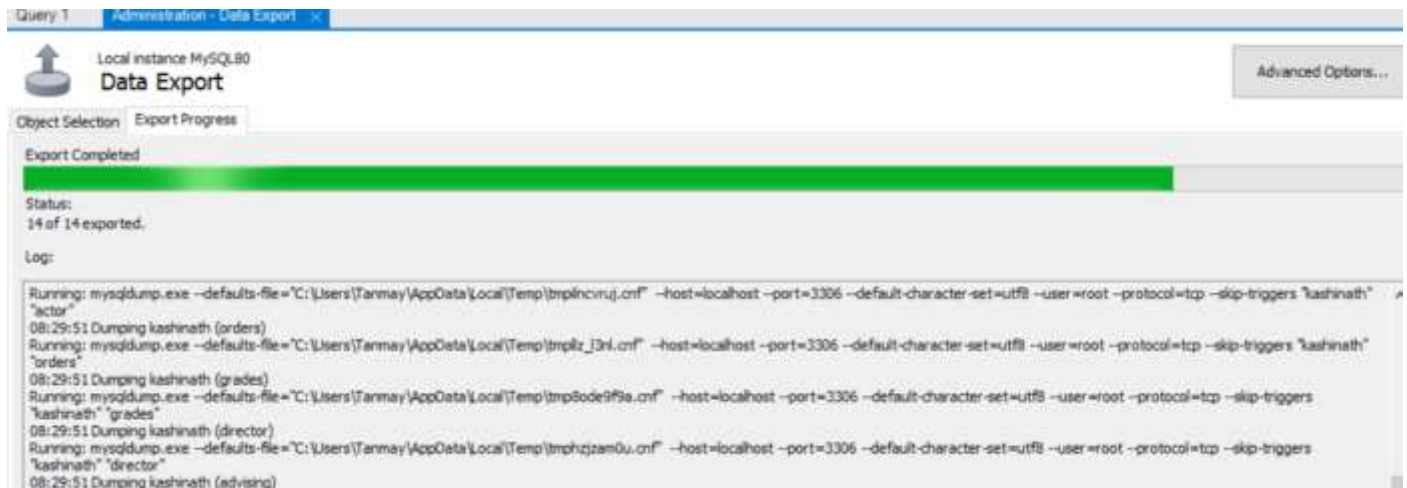 Query 1 Administration - Data Export ×
Local instance MySQL80
Data Export
Advanced Options...
Object Selection Export Progress
Export Completed
Status:
14 of 14 exported.
Log:
Running: mysqldump.exe --defaults-file="C:\Users\Tanmay\AppData\Local\Temp\tmplncvruj.cnf" --host=localhost --port=3306 --default-character-set=utf8 --user=root --protocol=tcp --skip-triggers "kashinath"
"actor"
08:29:51 Dumping kashinath (orders)
Running: mysqldump.exe --defaults-file="C:\Users\Tanmay\AppData\Local\Temp\tmpllz_l3nl.cnf" --host=localhost --port=3306 --default-character-set=utf8 --user=root --protocol=tcp --skip-triggers "kashinath"
"orders"
08:29:51 Dumping kashinath (grades)
Running: mysqldump.exe --defaults-file="C:\Users\Tanmay\AppData\Local\Temp\tmp8ode9f9a.cnf" --host=localhost --port=3306 --default-character-set=utf8 --user=root --protocol=tcp --skip-triggers
"kashinath" "grades"
08:29:51 Dumping kashinath (director)
Running: mysqldump.exe --defaults-file="C:\Users\Tanmay\AppData\Local\Temp\tmphzjzam0u.cnf" --host=localhost --port=3306 --default-character-set=utf8 --user=root --protocol=tcp --skip-triggers
"kashinath" "director"
08:29:51 Dumping kashinath (advising)